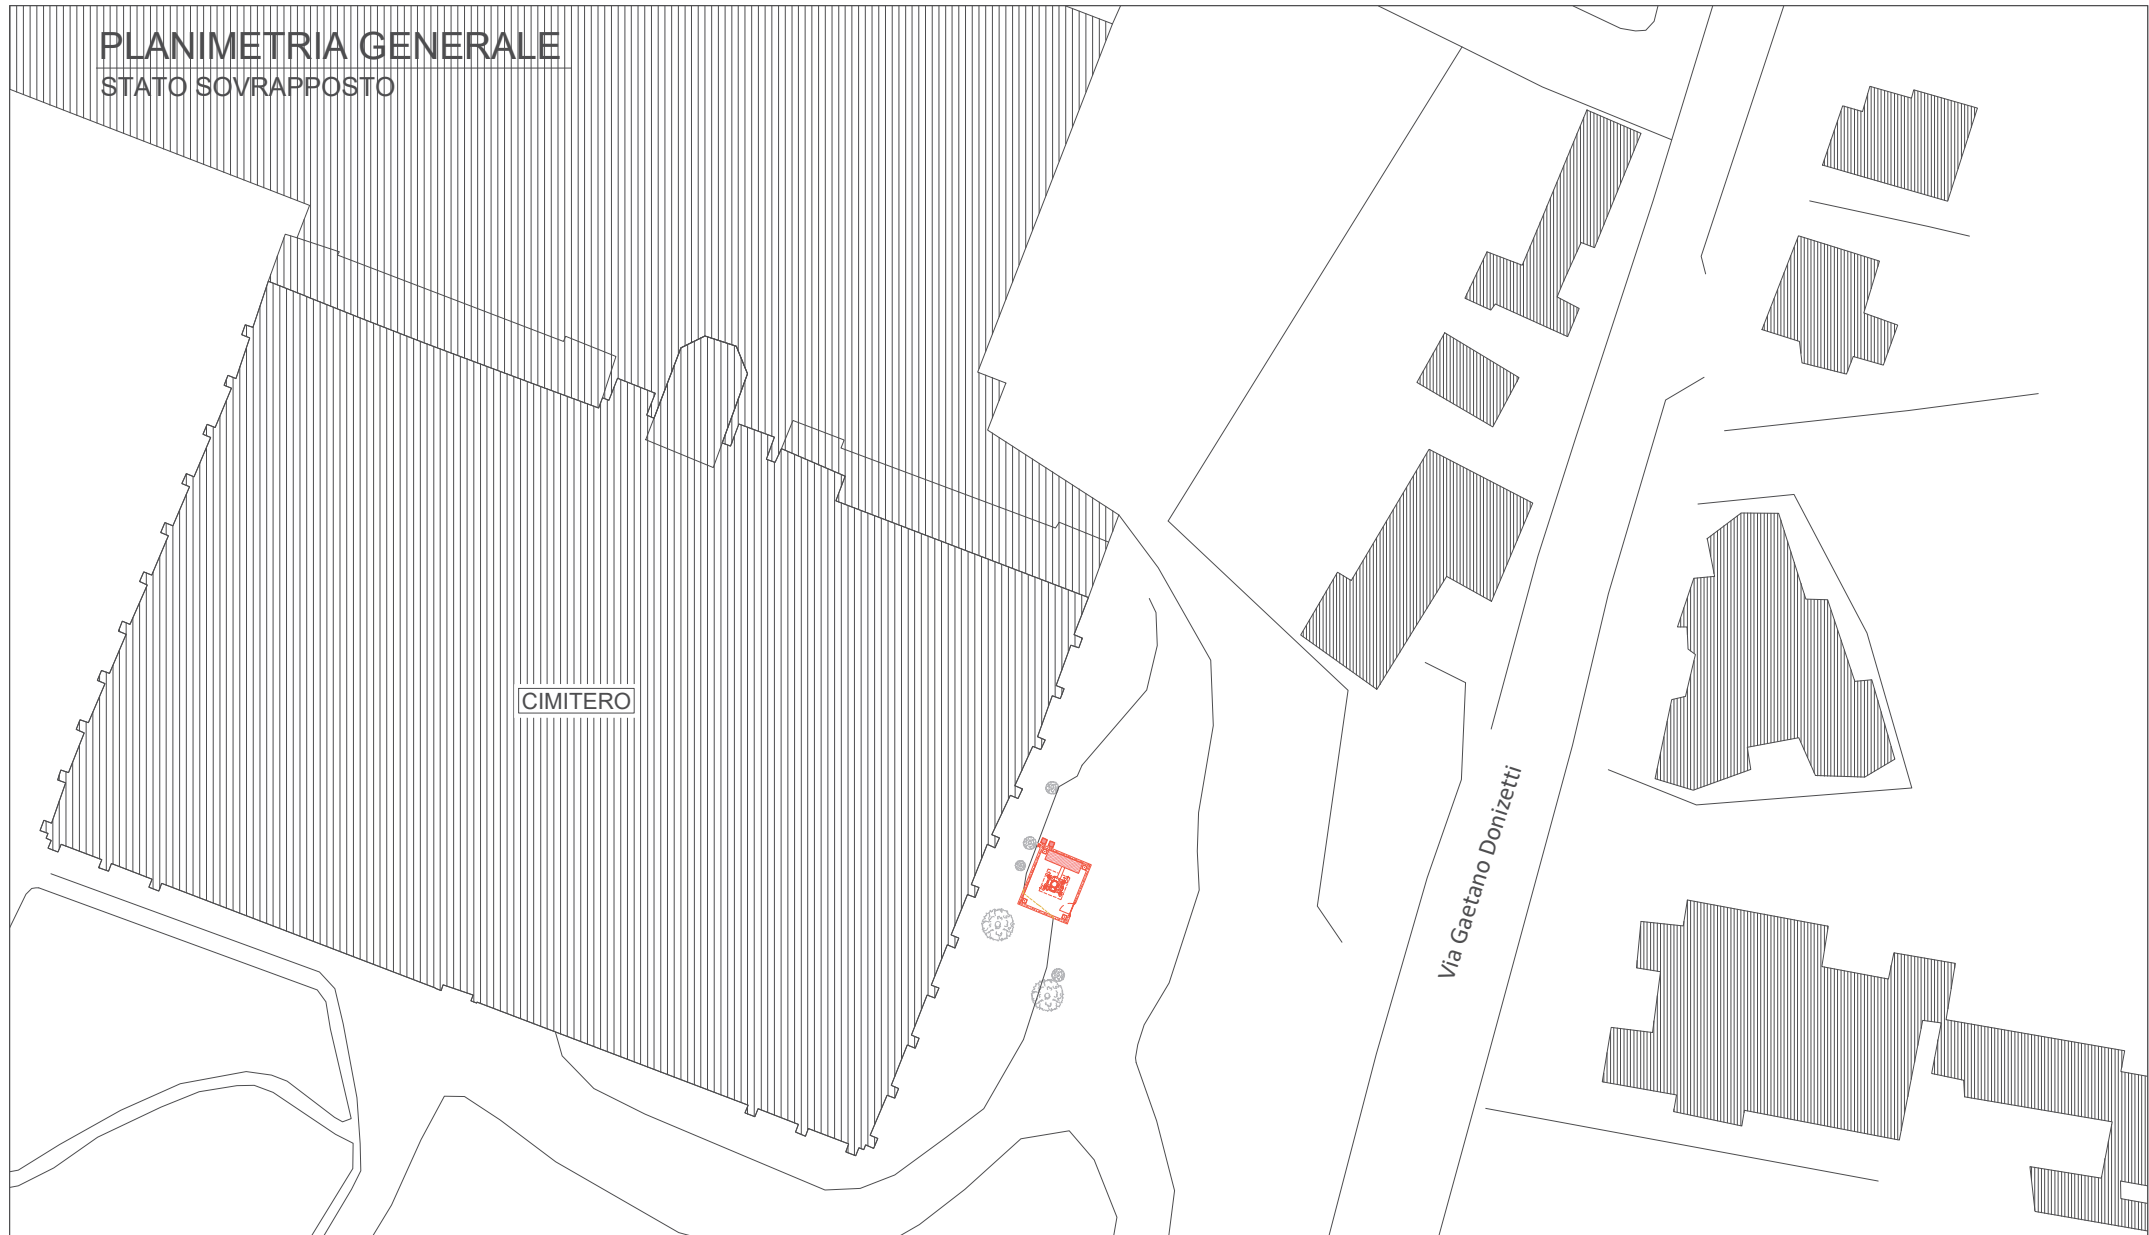 PLANIMETRIA GENERALE
STATO SOVRAPPOSTO
CIMITERO
Via Gaetano Donizetti